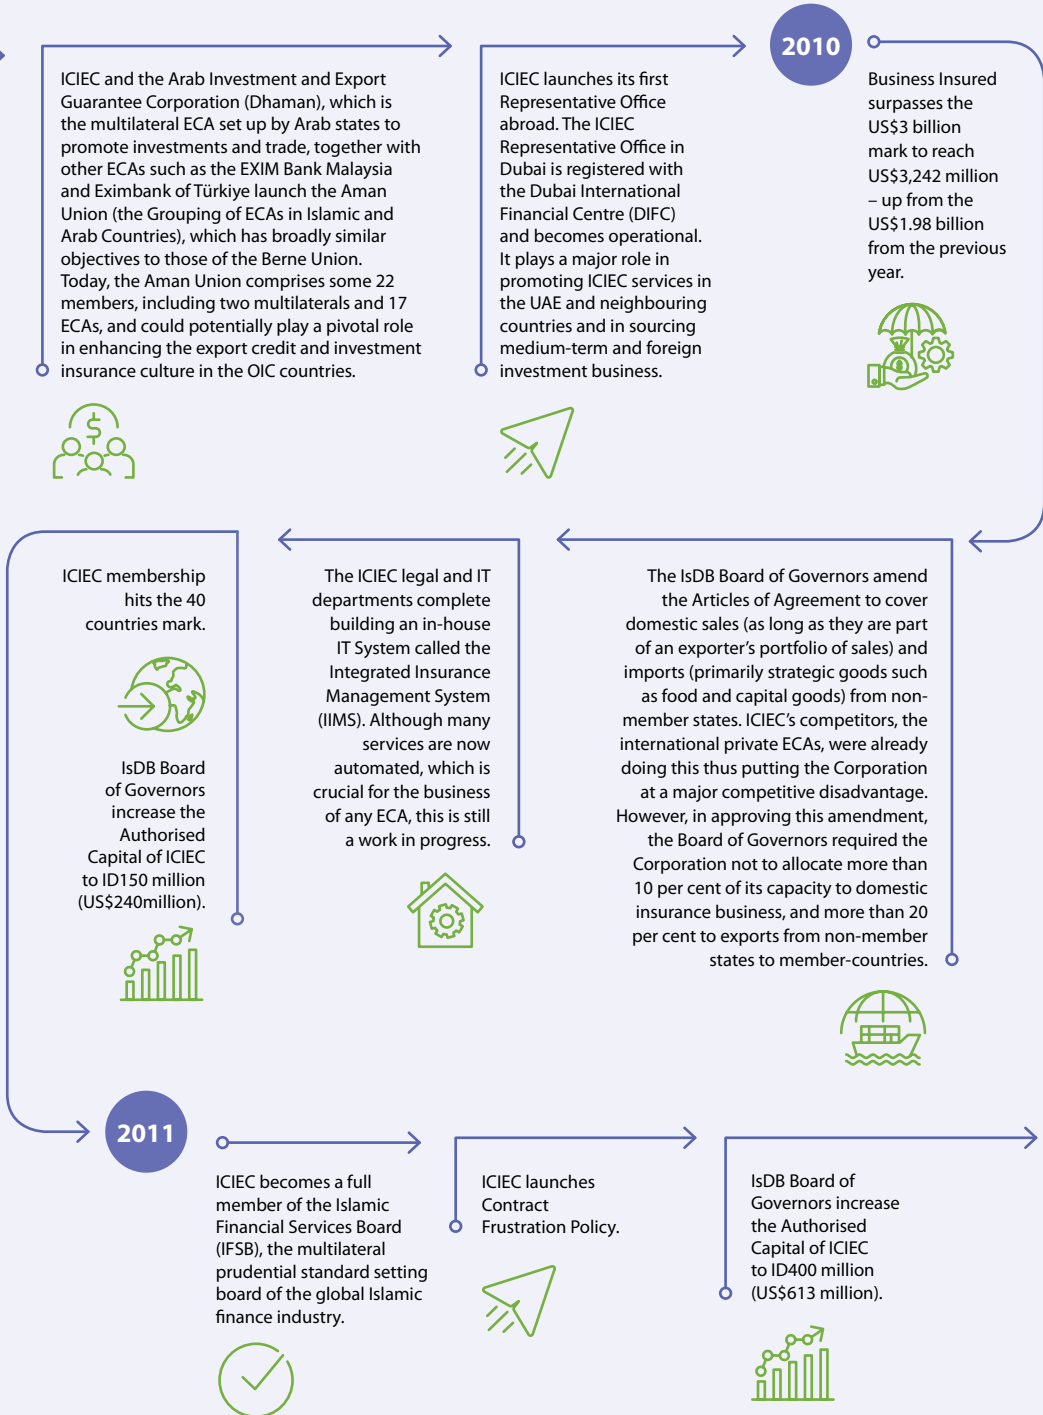 ICIEC and the Arab Investment and Export
Guarantee Corporation (Dhaman), which is
the multilateral ECA set up by Arab states to
promote investments and trade, together with
other ECAs such as the EXIM Bank Malaysia
and Eximbank of Türkiye launch the Aman
Union (the Grouping of ECAs in Islamic and
Arab Countries), which has broadly similar
objectives to those of the Berne Union.
Today, the Aman Union comprises some 22
members, including two multilaterals and 17
ECAs, and could potentially play a pivotal role
in enhancing the export credit and investment
insurance culture in the OIC countries.
ICIEC launches its first
Representative Office
abroad. The ICIEC
Representative Office in
Dubai is registered with
the Dubai International
Financial Centre (DIFC)
and becomes operational.
It plays a major role in
promoting ICIEC services in
the UAE and neighbouring
countries and in sourcing
medium-term and foreign
investment business.
2010
Business Insured
surpasses the
US$3 billion
mark to reach
US$3,242 million
– up from the
US$1.98 billion
from the previous
year.
The IsDB Board of Governors amend
the Articles of Agreement to cover
domestic sales (as long as they are part
of an exporter's portfolio of sales) and
imports (primarily strategic goods such
as food and capital goods) from non-
member states. ICIEC's competitors, the
international private ECAs, were already
doing this thus putting the Corporation
at a major competitive disadvantage.
However, in approving this amendment,
the Board of Governors required the
Corporation not to allocate more than
10 per cent of its capacity to domestic
insurance business, and more than 20
per cent to exports from non-member
states to member-countries.
The ICIEC legal and IT
departments complete
building an in-house
IT System called the
Integrated Insurance
Management System
(IIMS). Although many
services are now
automated, which is
crucial for the business
of any ECA, this is still
a work in progress.
ICIEC membership
hits the 40
countries mark.
IsDB Board
of Governors
increase the
Authorised
Capital of ICIEC
to ID150 million
(US$240million).
2011
ICIEC becomes a full
member of the Islamic
Financial Services Board
(IFSB), the multilateral
prudential standard setting
board of the global Islamic
finance industry.
ICIEC launches
Contract
Frustration Policy.
IsDB Board of
Governors increase
the Authorised
Capital of ICIEC
to ID400 million
(US$613 million).